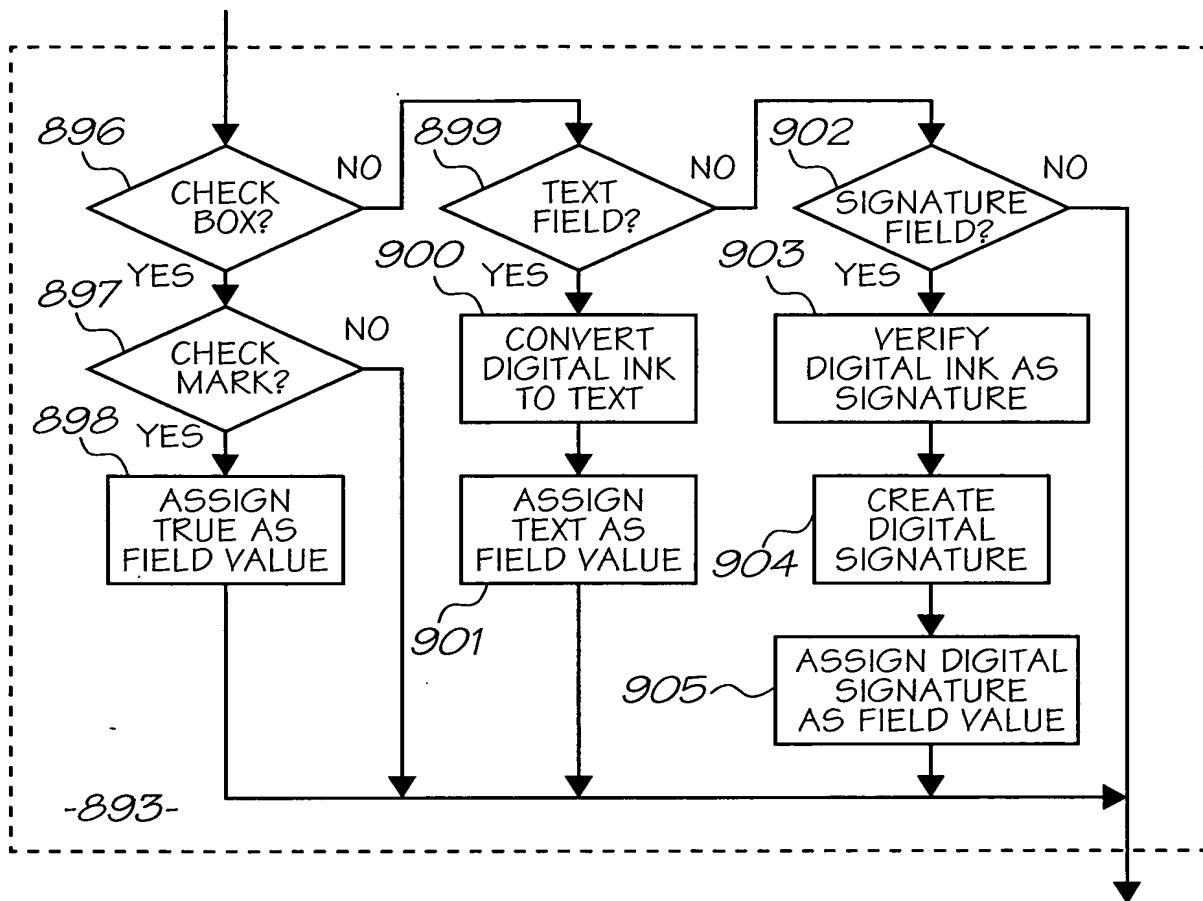 896
CHECK
BOX?
NO
YES
899
TEXT
FIELD?
NO
YES
902
SIGNATURE
FIELD?
NO
YES
897
CHECK
MARK?
NO
YES
900
CONVERT
DIGITAL INK
TO TEXT
903
VERIFY
DIGITAL INK AS
SIGNATURE
898
ASSIGN
TRUE AS
FIELD VALUE
ASSIGN
TEXT AS
FIELD VALUE
901
CREATE
DIGITAL
SIGNATURE
904
ASSIGN DIGITAL
SIGNATURE
AS FIELD VALUE
905
-893-